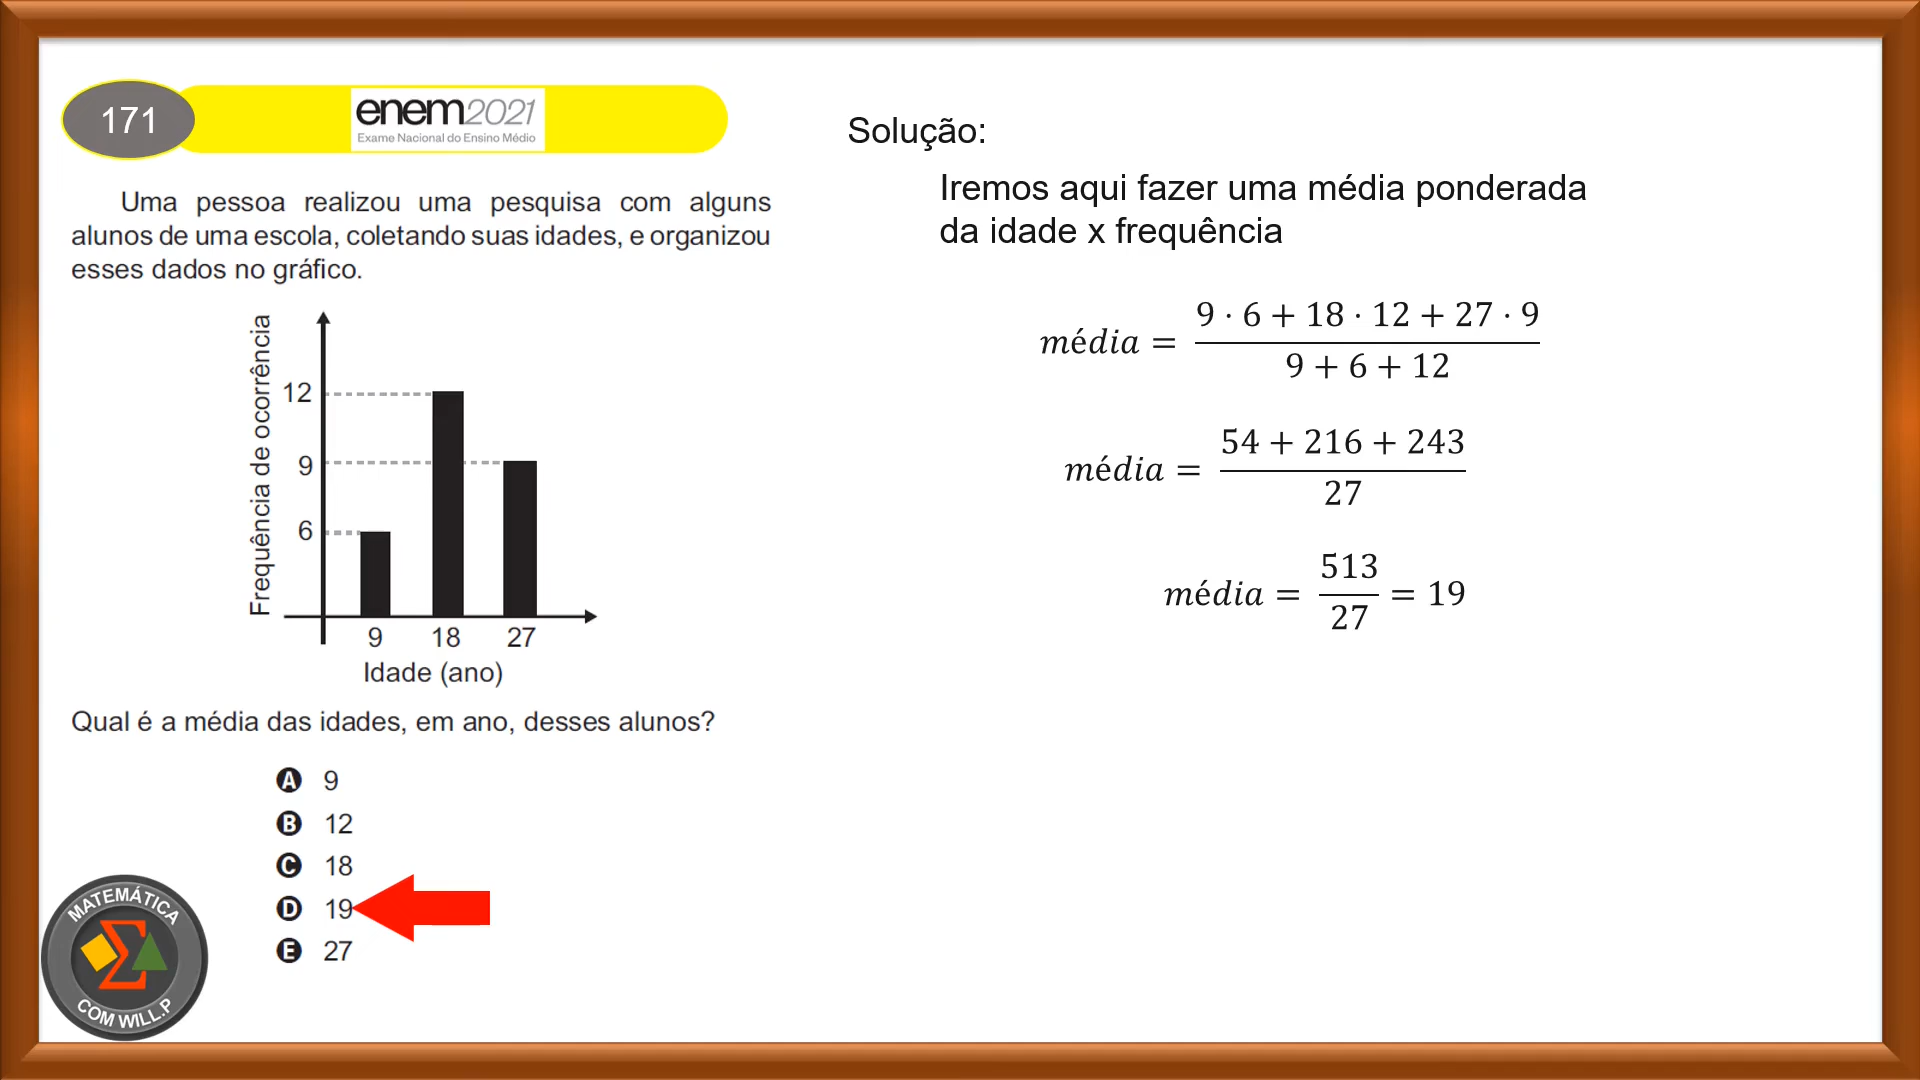 171
enem2021
Exame Nacional do Ensino Médio
Uma pessoa realizou uma pesquisa com alguns
alunos de uma escola, coletando suas idades, e organizou
esses dados no gráfico.
Frequência de ocorrência
12
9
6
9 18 27
Idade (ano)
Qual é a média das idades, em ano, desses alunos?
A 9
B 12
C 18
D 19
E 27
MATEMÁTICA
COM WILL.P
Solução:
Iremos aqui fazer uma média ponderada
da idade x frequência
média = \frac{9 · 6 + 18 · 12 + 27 · 9}{9 + 6 + 12}
média = \frac{54 + 216 + 243}{27}
média = \frac{513}{27} = 19